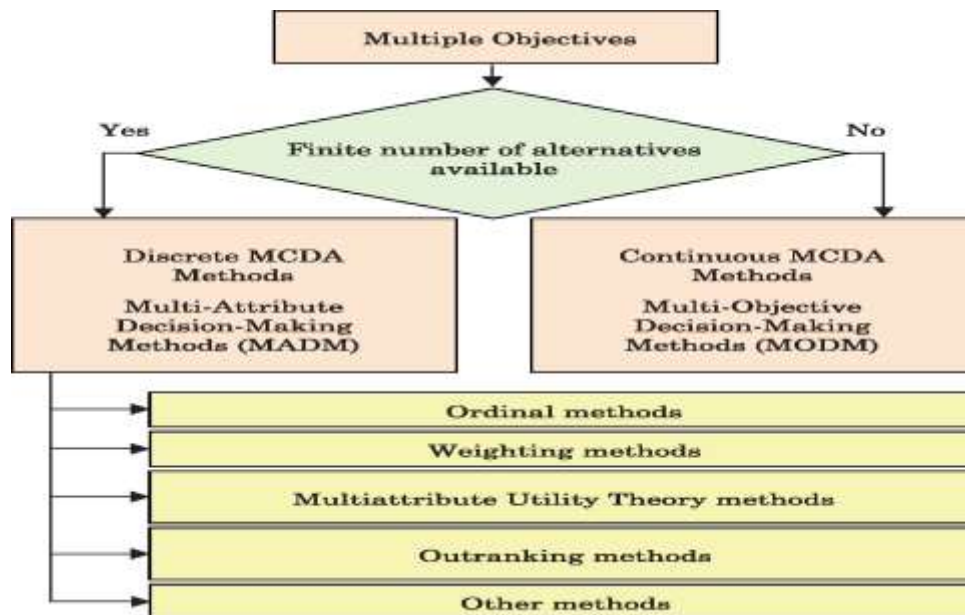 Multiple Objectives
Yes
No
Finite number of alternatives
available
Discrete MCDA
Methods
Multi-Attribute
Decision-Making
Methods (MADM)
Continuous MCDA
Methods
Multi-Objective
Decision-Making
Methods (MODM)
Ordinal methods
Weighting methods
Multiattribute Utility Theory methods
Outranking methods
Other methods